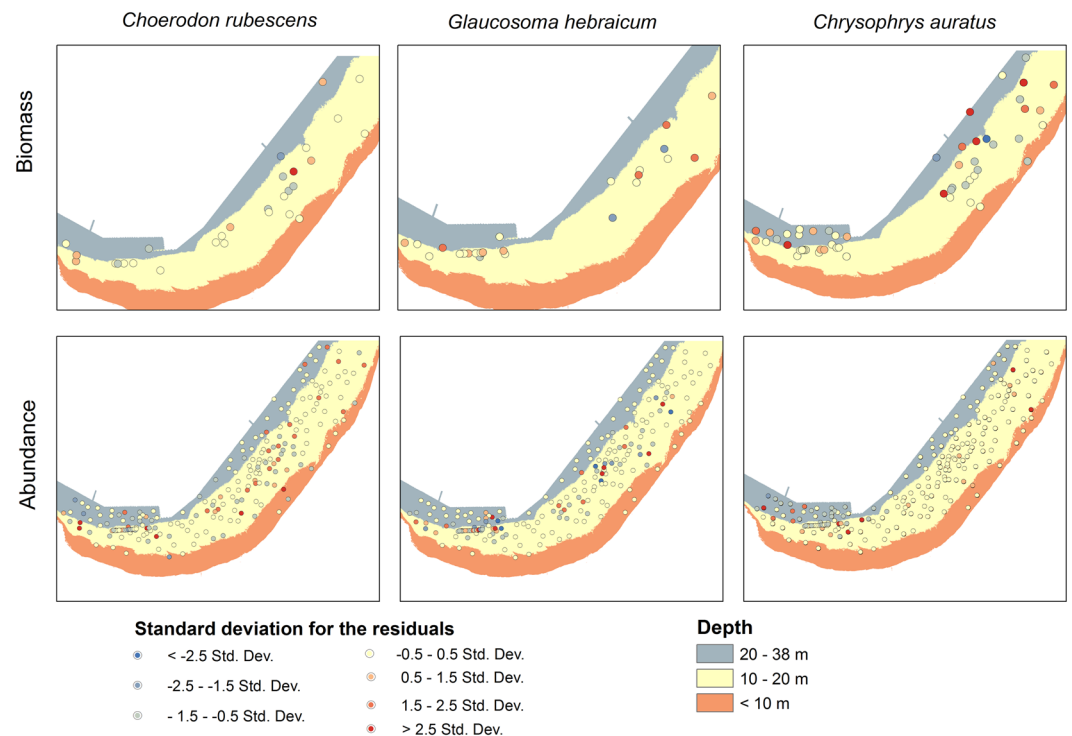 Choerodon rubescens Glaucosoma hebraicum Chrysophrys auratus
Biomass
Abundance
Standard deviation for the residuals
< -2.5 Std. Dev.
-2.5 - -1.5 Std. Dev.
- 1.5 - -0.5 Std. Dev.
-0.5 - 0.5 Std. Dev.
0.5 - 1.5 Std. Dev.
1.5 - 2.5 Std. Dev.
> 2.5 Std. Dev.
Depth
20 - 38 m
10 - 20 m
< 10 m